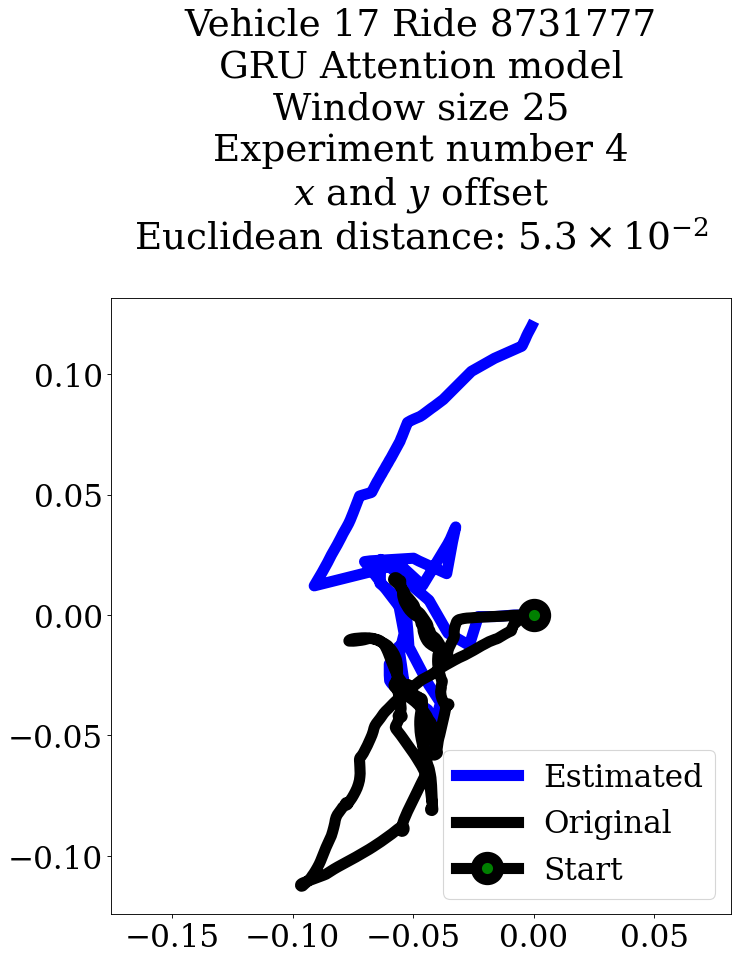 Vehicle 17 Ride 8731777
GRU Attention model
Window size 25
Experiment number 4
x and y offset
Euclidean distance: 5.3 × 10⁻²
0.10
0.05
0.00
−0.05
−0.10
Estimated
Original
Start
−0.15 −0.10 −0.05 0.00 0.05